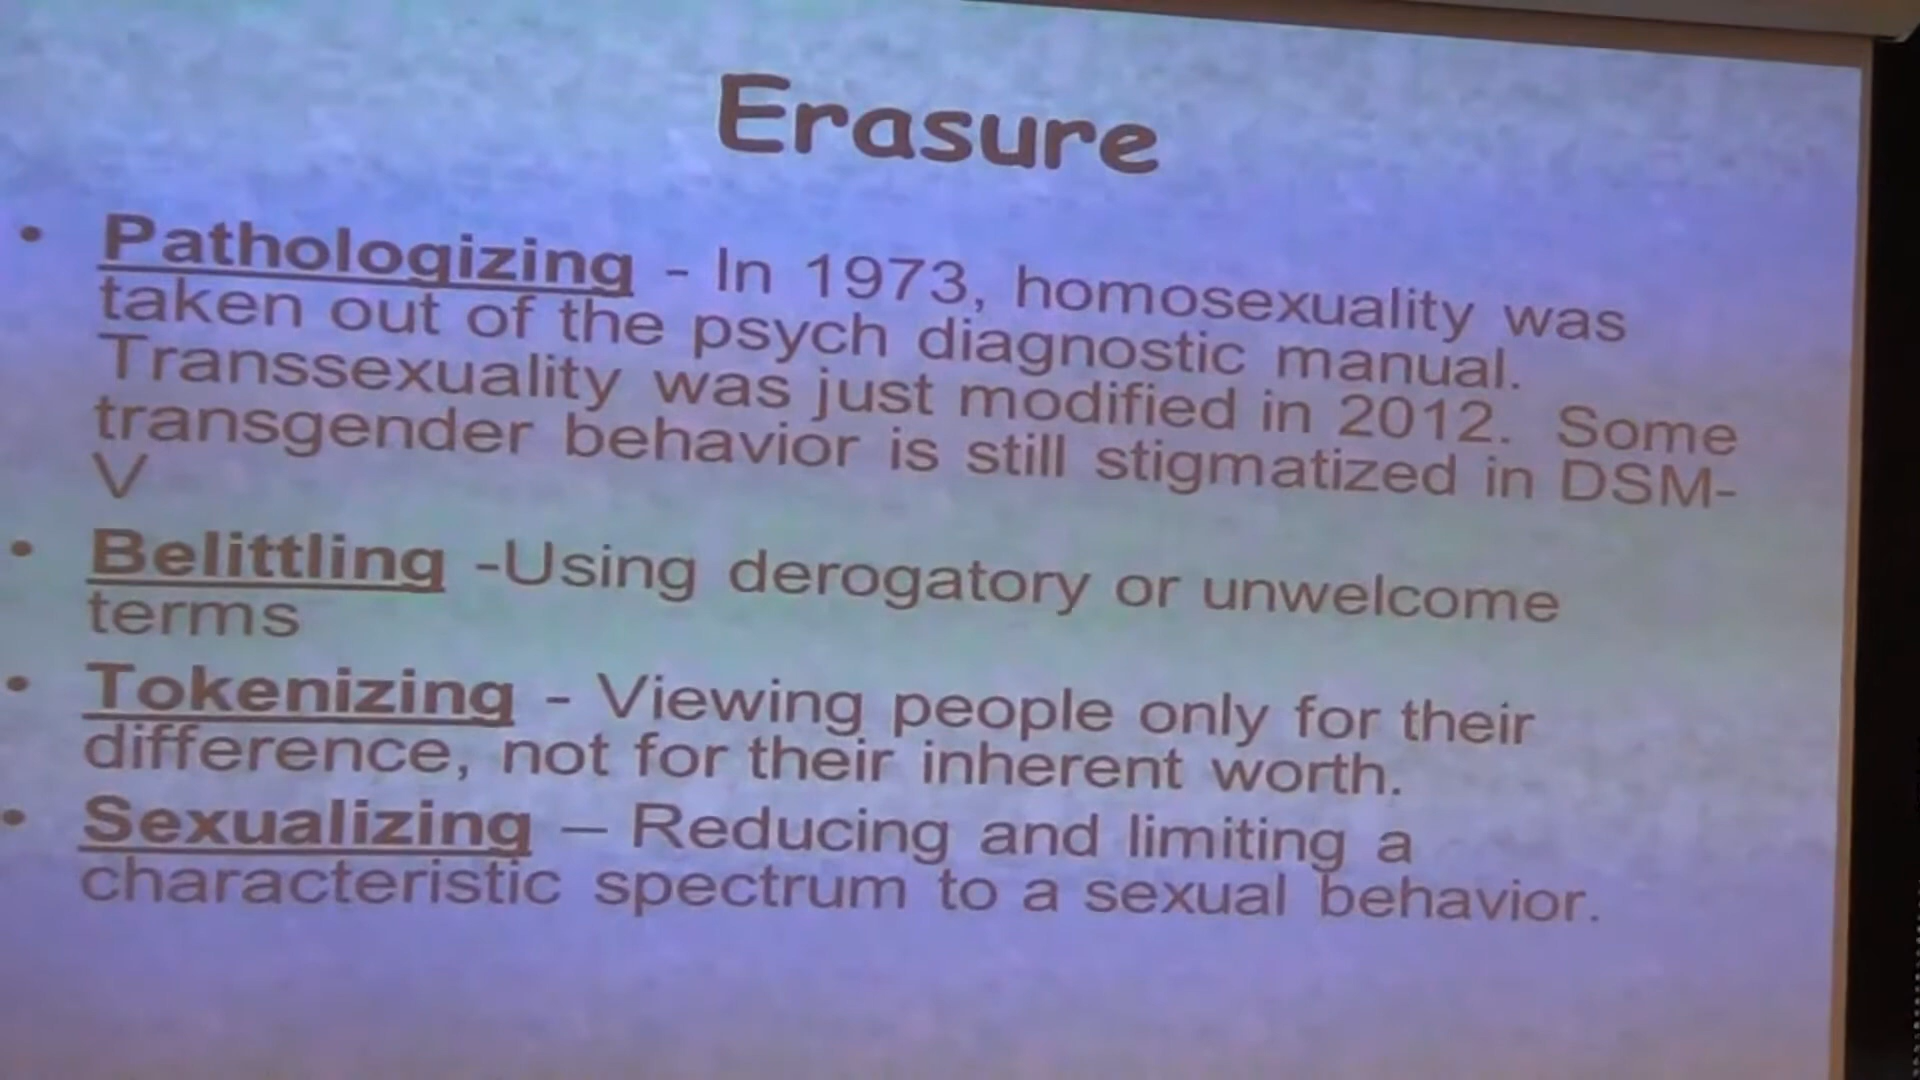 Erasure
• Pathologizing - In 1973, homosexuality was
taken out of the psych diagnostic manual.
Transsexuality was just modified in 2012. Some
transgender behavior is still stigmatized in DSM-
V
• Belittling -Using derogatory or unwelcome
terms
• Tokenizing - Viewing people only for their
difference, not for their inherent worth.
• Sexualizing – Reducing and limiting a
characteristic spectrum to a sexual behavior.